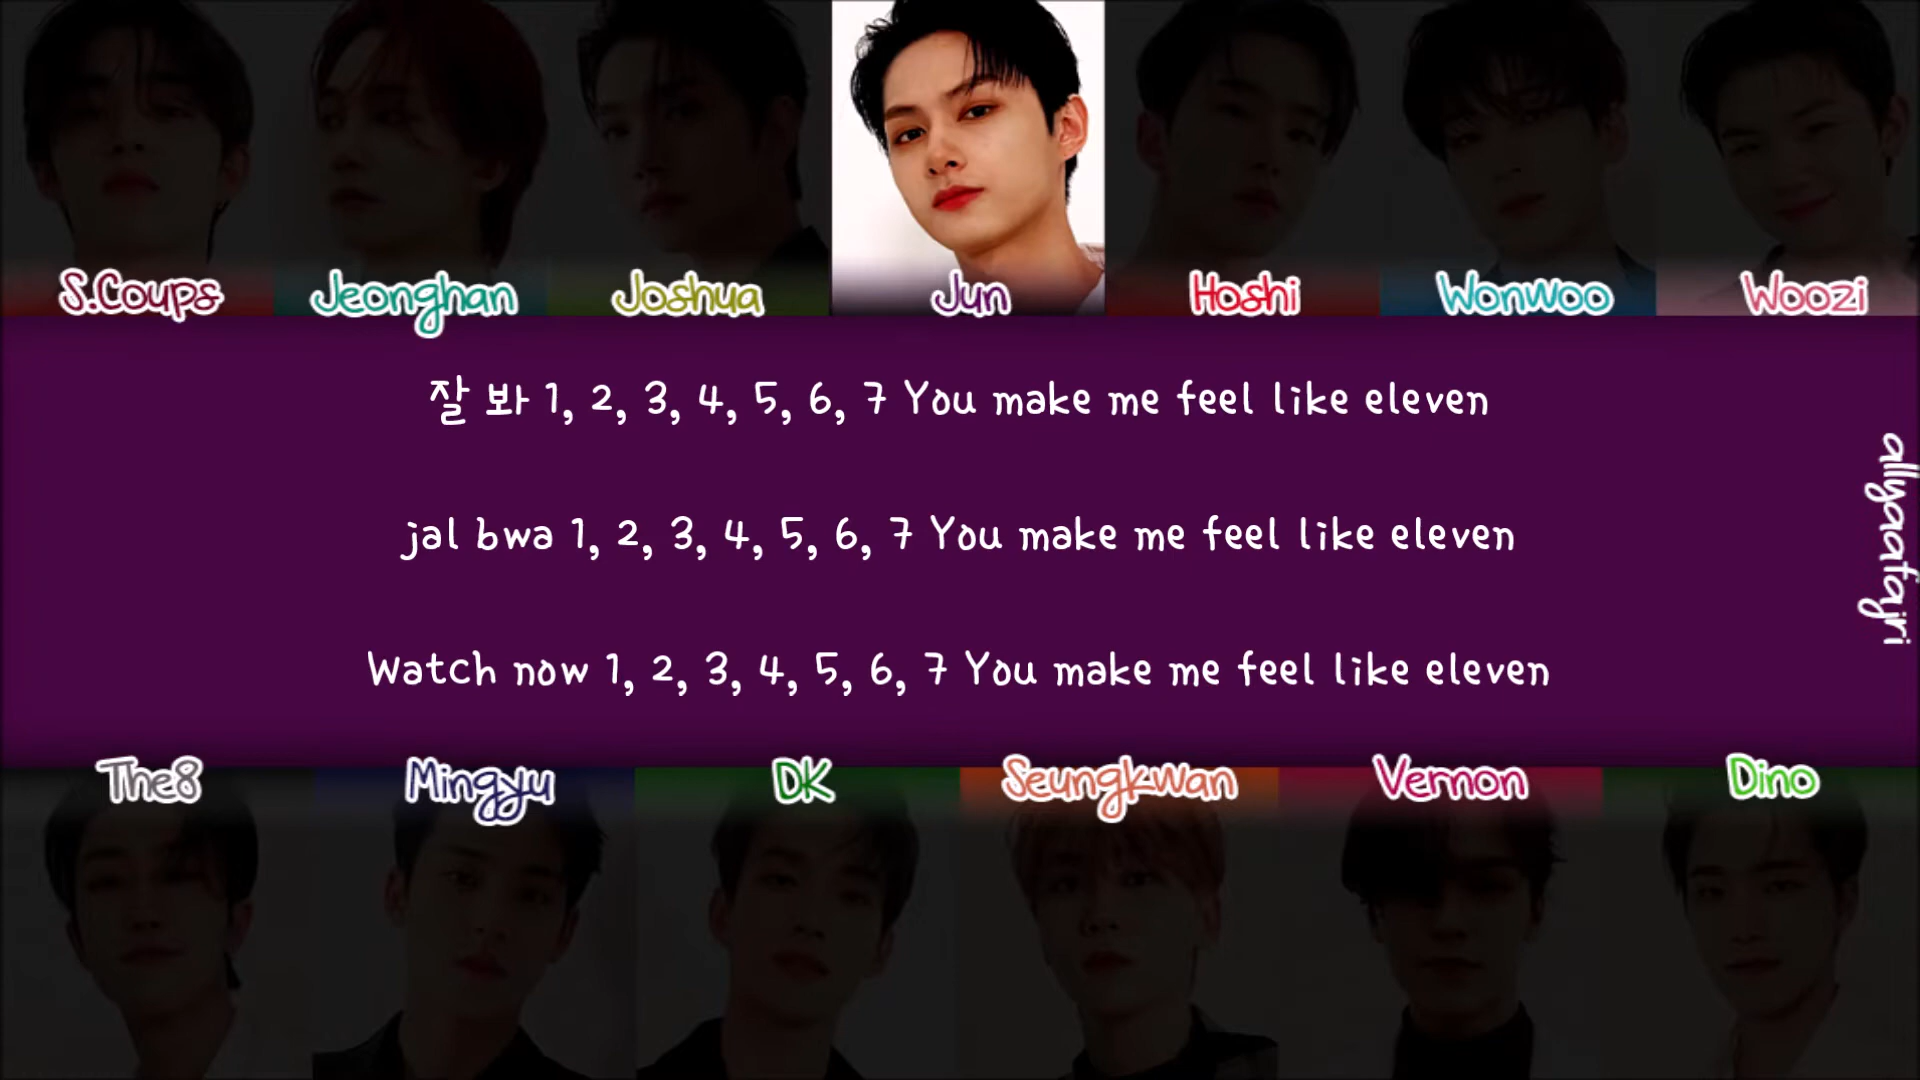 S.Coups
Jeonghan
Joshua
Jun
Hoshi
Wonwoo
Woozi
잘 봐 1, 2, 3, 4, 5, 6, 7 You make me feel like eleven
jal bwa 1, 2, 3, 4, 5, 6, 7 You make me feel like eleven
Watch now 1, 2, 3, 4, 5, 6, 7 You make me feel like eleven
allyaafajri
The8
Mingyu
DK
Seungkwan
Vernon
Dino